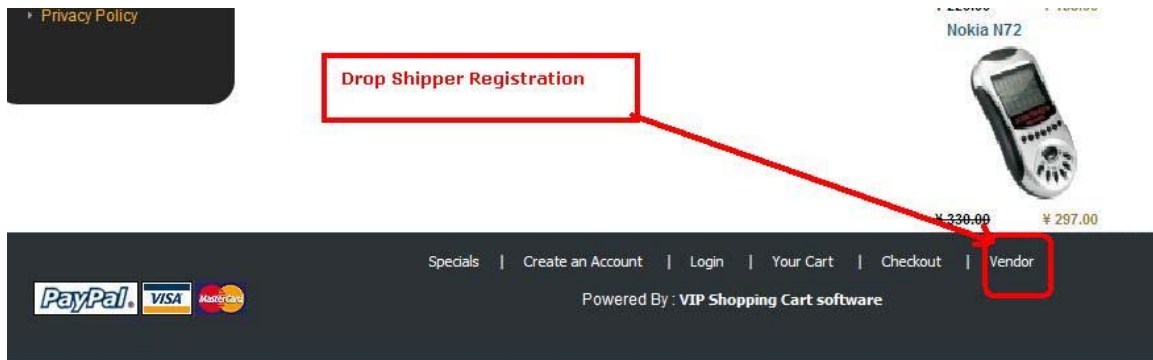 Privacy Policy
Nokia N72
Drop Shipper Registration
¥ 330.00 ¥ 297.00
Specials | Create an Account | Login | Your Cart | Checkout | Vendor
PayPal. VISA MasterCard
Powered By : VIP Shopping Cart software